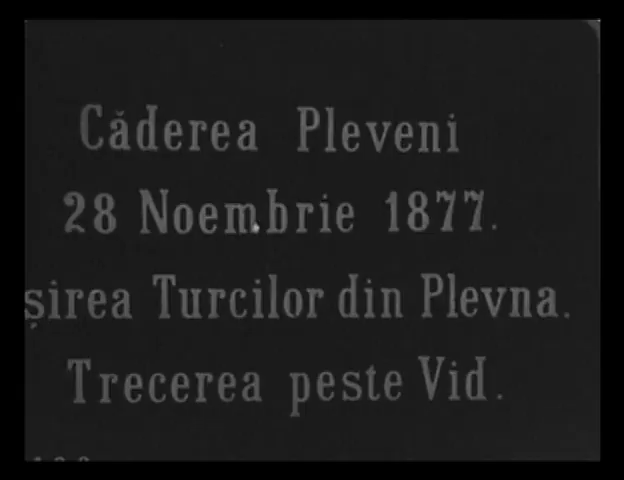 Căderea Pleveni
28 Noembrie 1877.
șirea Turcilor din Plevna.
Trecerea peste Vid.